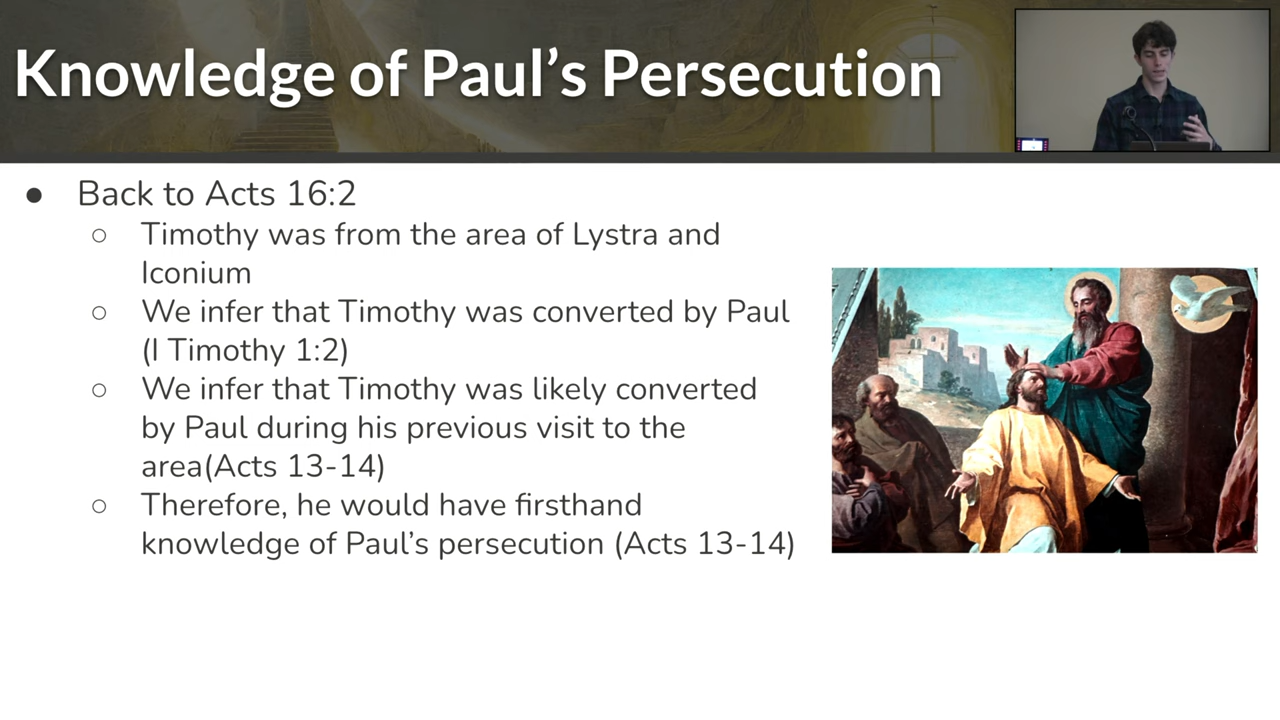 Knowledge of Paul’s Persecution
● Back to Acts 16:2
○ Timothy was from the area of Lystra and
Iconium
○ We infer that Timothy was converted by Paul
(I Timothy 1:2)
○ We infer that Timothy was likely converted
by Paul during his previous visit to the
area(Acts 13-14)
○ Therefore, he would have firsthand
knowledge of Paul’s persecution (Acts 13-14)